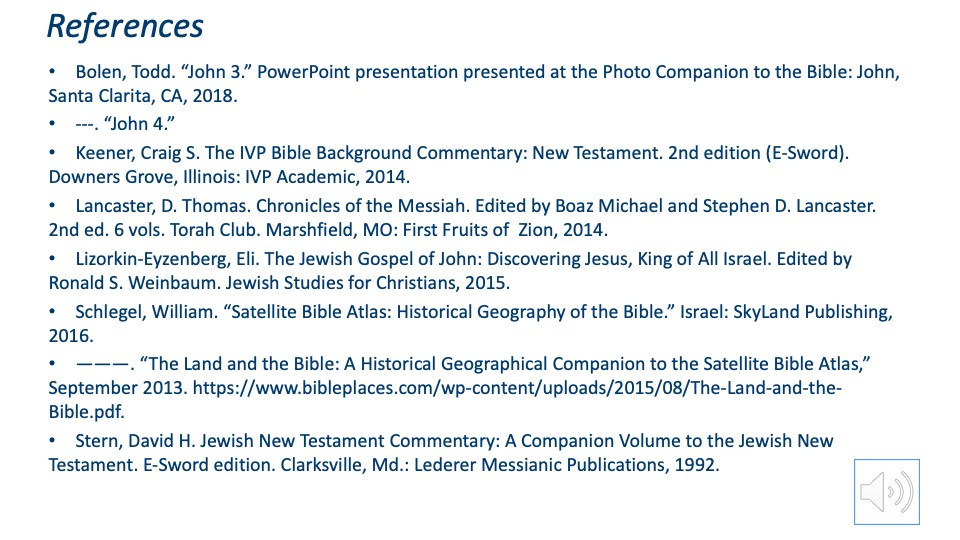 References
• Bolen, Todd. “John 3.” PowerPoint presentation presented at the Photo Companion to the Bible: John,
Santa Clarita, CA, 2018.
• ---. “John 4.”
• Keener, Craig S. The IVP Bible Background Commentary: New Testament. 2nd edition (E-Sword).
Downers Grove, Illinois: IVP Academic, 2014.
• Lancaster, D. Thomas. Chronicles of the Messiah. Edited by Boaz Michael and Stephen D. Lancaster.
2nd ed. 6 vols. Torah Club. Marshfield, MO: First Fruits of  Zion, 2014.
• Lizorkin-Eyzenberg, Eli. The Jewish Gospel of John: Discovering Jesus, King of All Israel. Edited by
Ronald S. Weinbaum. Jewish Studies for Christians, 2015.
• Schlegel, William. “Satellite Bible Atlas: Historical Geography of the Bible.” Israel: SkyLand Publishing,
2016.
• ———. “The Land and the Bible: A Historical Geographical Companion to the Satellite Bible Atlas,”
September 2013. https://www.bibleplaces.com/wp-content/uploads/2015/08/The-Land-and-the-
Bible.pdf.
• Stern, David H. Jewish New Testament Commentary: A Companion Volume to the Jewish New
Testament. E-Sword edition. Clarksville, Md.: Lederer Messianic Publications, 1992.